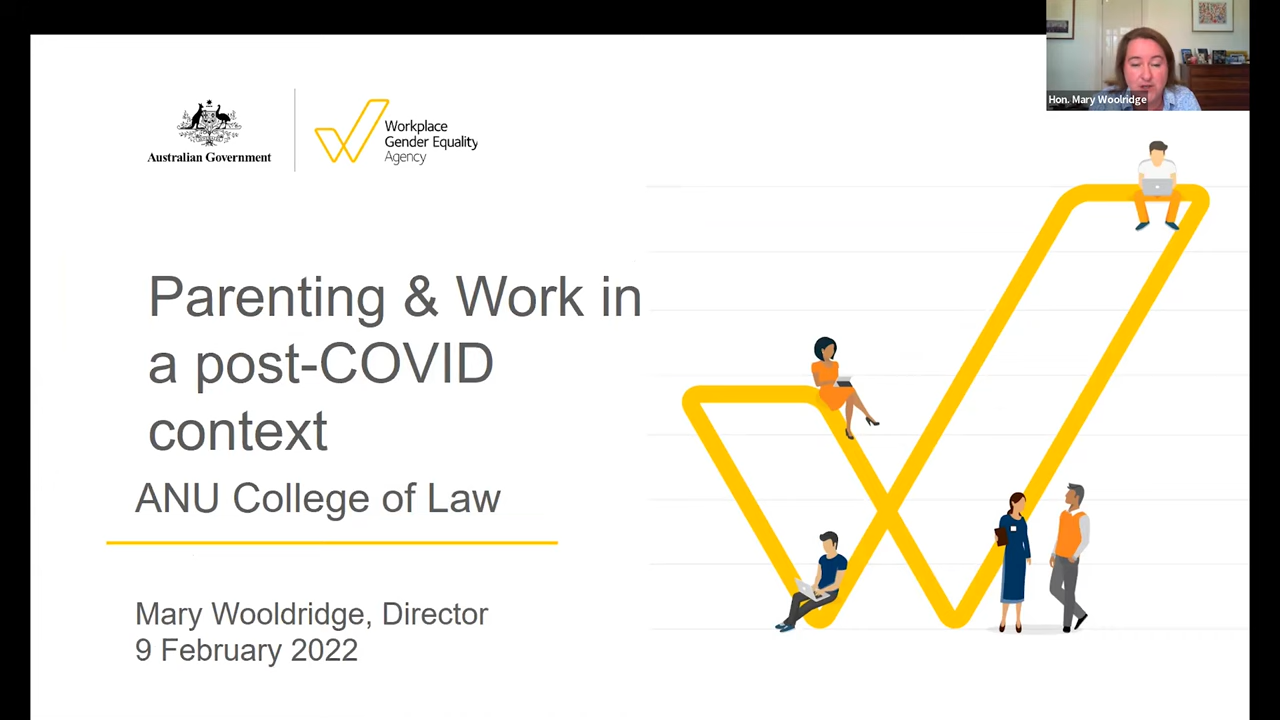 Hon. Mary Woolridge
Australian Government
Workplace
Gender Equality
Agency
Parenting & Work in
a post-COVID
context
ANU College of Law
Mary Wooldridge, Director
9 February 2022